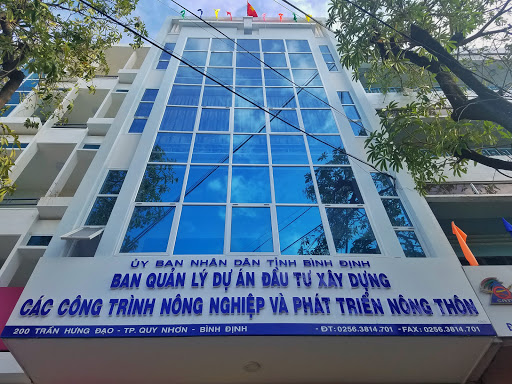 ỦY BAN NHÂN DÂN TỈNH BÌNH ĐỊNH
BAN QUẢN LÝ DỰ ÁN ĐẦU TƯ XÂY DỰNG
CÁC CÔNG TRÌNH NÔNG NGHIỆP VÀ PHÁT TRIỂN NÔNG THÔN
200 TRẦN HƯNG ĐẠO - TP. QUY NHƠN - BÌNH ĐỊNH - ĐT: 0256.3814.701 -FAX: 0256.3814.701